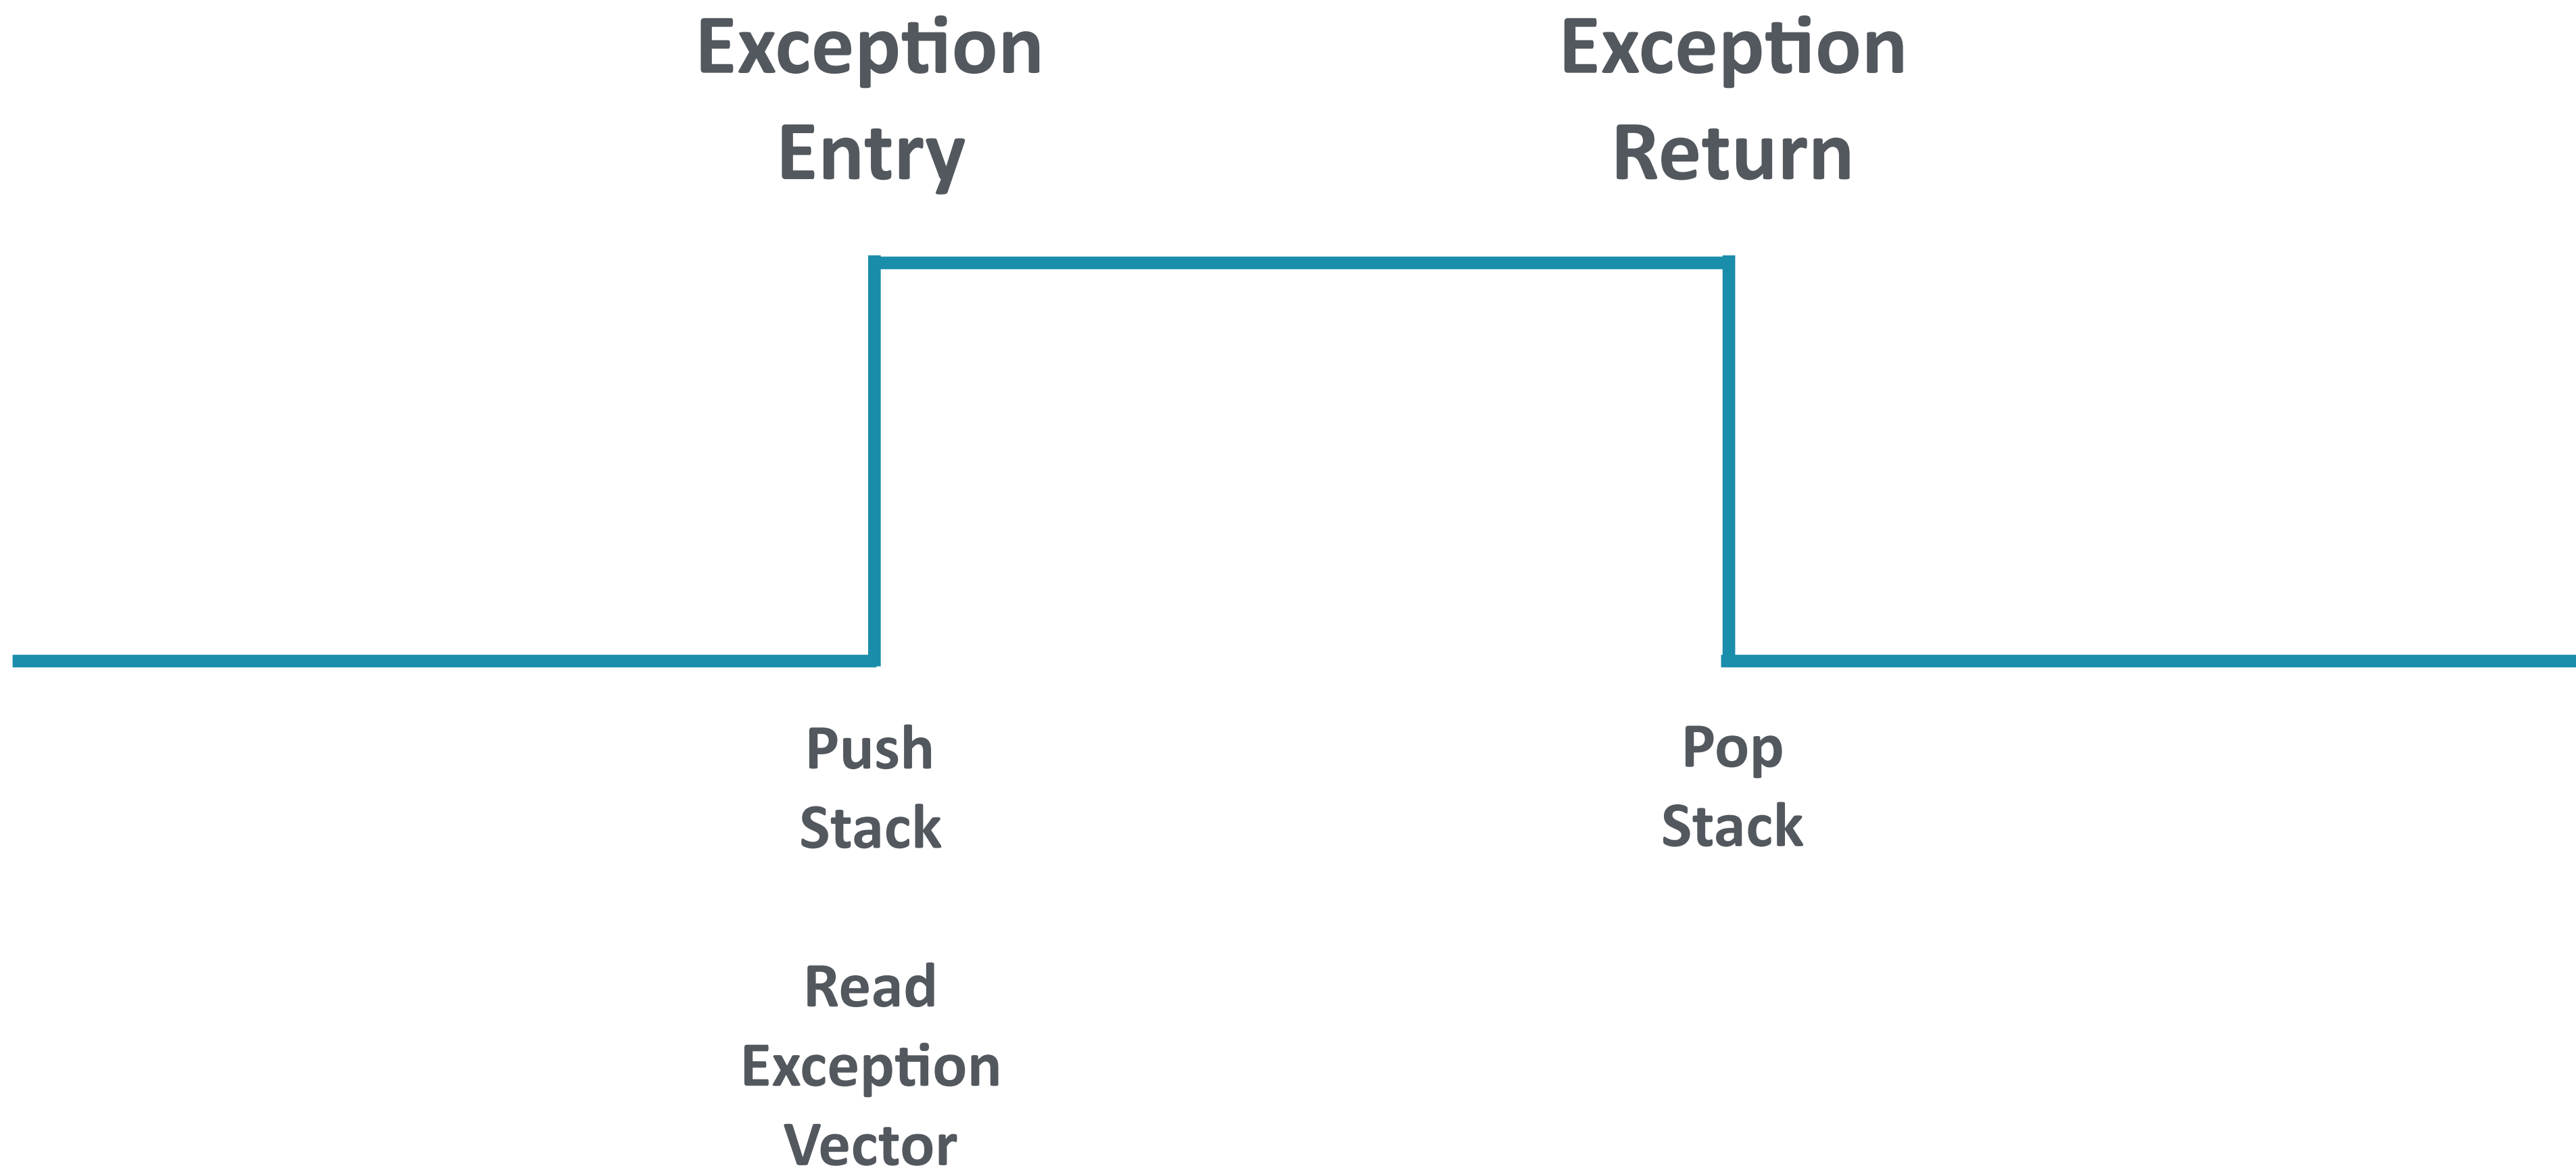 Exception
Entry
Exception
Return
Push
Stack
Pop
Stack
Read
Exception
Vector